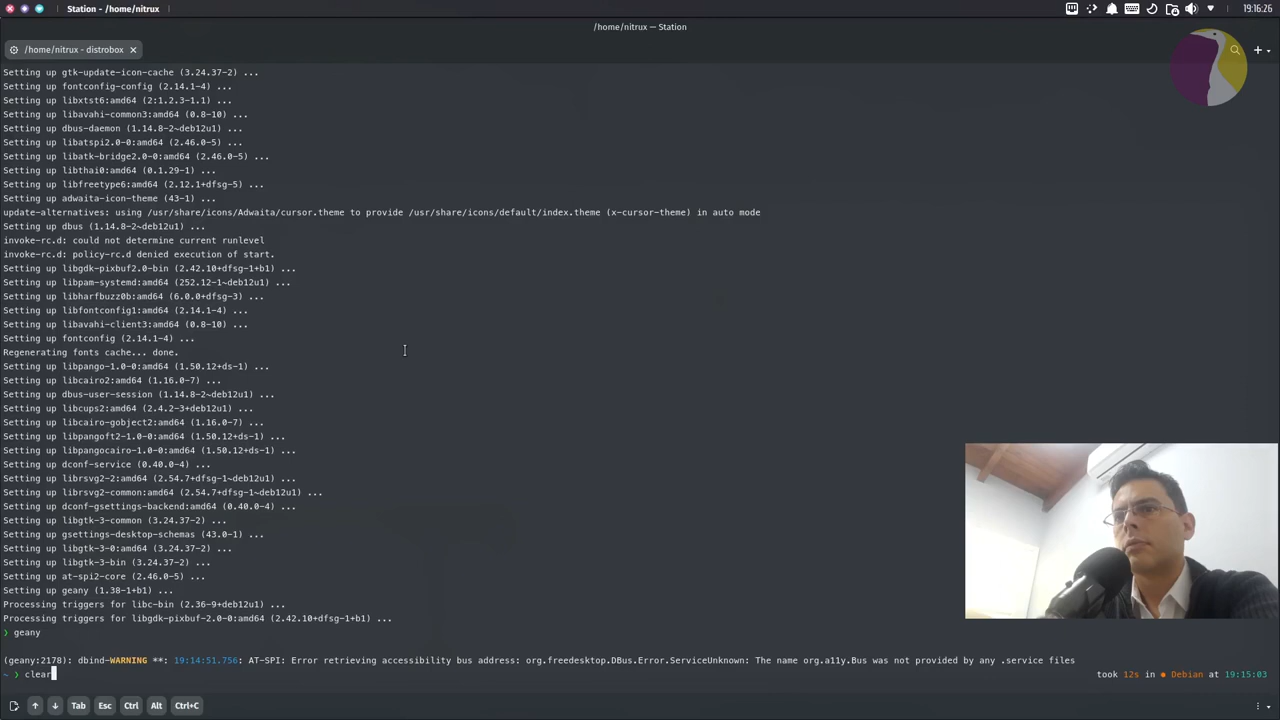 Station - /home/nitrux
19:16:26
/home/nitrux — Station
/home/nitrux - distrobox
Setting up gtk-update-icon-cache (3.24.37-2) ...
Setting up fontconfig-config (2.14.1-4) ...
Setting up libxtst6:amd64 (2:1.2.3-1.1) ...
Setting up libavahi-common3:amd64 (0.8-10) ...
Setting up dbus-daemon (1.14.8-2~deb12u1) ...
Setting up libatspi2.0-0:amd64 (2.46.0-5) ...
Setting up libatk-bridge2.0-0:amd64 (2.46.0-5) ...
Setting up libthai0:amd64 (0.1.29-1) ...
Setting up libfreetype6:amd64 (2.12.1+dfsg-5) ...
Setting up adwaita-icon-theme (43-1) ...
update-alternatives: using /usr/share/icons/Adwaita/cursor.theme to provide /usr/share/icons/default/index.theme (x-cursor-theme) in auto mode
Setting up dbus (1.14.8-2~deb12u1) ...
invoke-rc.d: could not determine current runlevel
invoke-rc.d: policy-rc.d denied execution of start.
Setting up libgdk-pixbuf2.0-bin (2.42.10+dfsg-1+b1) ...
Setting up libpam-systemd:amd64 (252.12-1~deb12u1) ...
Setting up libharfbuzz0b:amd64 (6.0.0+dfsg-3) ...
Setting up libfontconfig1:amd64 (2.14.1-4) ...
Setting up libavahi-client3:amd64 (0.8-10) ...
Setting up fontconfig (2.14.1-4) ...
Regenerating fonts cache... done.
Setting up libpango-1.0-0:amd64 (1.50.12+ds-1) ...
Setting up libcairo2:amd64 (1.16.0-7) ...
Setting up dbus-user-session (1.14.8-2~deb12u1) ...
Setting up libcups2:amd64 (2.4.2-3+deb12u1) ...
Setting up libcairo-gobject2:amd64 (1.16.0-7) ...
Setting up libpangoft2-1.0-0:amd64 (1.50.12+ds-1) ...
Setting up libpangocairo-1.0-0:amd64 (1.50.12+ds-1) ...
Setting up dconf-service (0.40.0-4) ...
Setting up librsvg2-2:amd64 (2.54.7+dfsg-1~deb12u1) ...
Setting up librsvg2-common:amd64 (2.54.7+dfsg-1~deb12u1) ...
Setting up dconf-gsettings-backend:amd64 (0.40.0-4) ...
Setting up libgtk-3-common (3.24.37-2) ...
Setting up gsettings-desktop-schemas (43.0-1) ...
Setting up libgtk-3-0:amd64 (3.24.37-2) ...
Setting up libgtk-3-bin (3.24.37-2) ...
Setting up at-spi2-core (2.46.0-5) ...
Setting up geany (1.38-1+b1) ...
Processing triggers for libc-bin (2.36-9+deb12u1) ...
Processing triggers for libgdk-pixbuf-2.0-0:amd64 (2.42.10+dfsg-1+b1) ...
❯ geany
(geany:2178): dbind-WARNING **: 19:14:51.756: AT-SPI: Error retrieving accessibility bus address: org.freedesktop.DBus.Error.ServiceUnknown: The name org.a11y.Bus was not provided by any .service files
~ ❯ clear took 12s in ● Debian at 19:15:03
↑ ↓ Tab Esc Ctrl Alt Ctrl+C